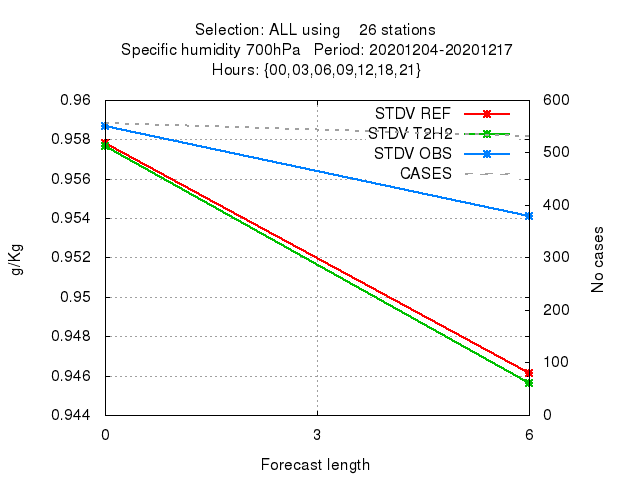 Selection: ALL using 26 stations
Specific humidity 700hPa Period: 20201204-20201217
Hours: {00,03,06,09,12,18,21}
0.96
0.958
0.956
0.954
0.952
0.95
0.948
0.946
0.944
600
500
400
300
200
100
0
STDV REF
STDV T2H2
STDV OBS
CASES
g/Kg
No cases
0
3
6
Forecast length